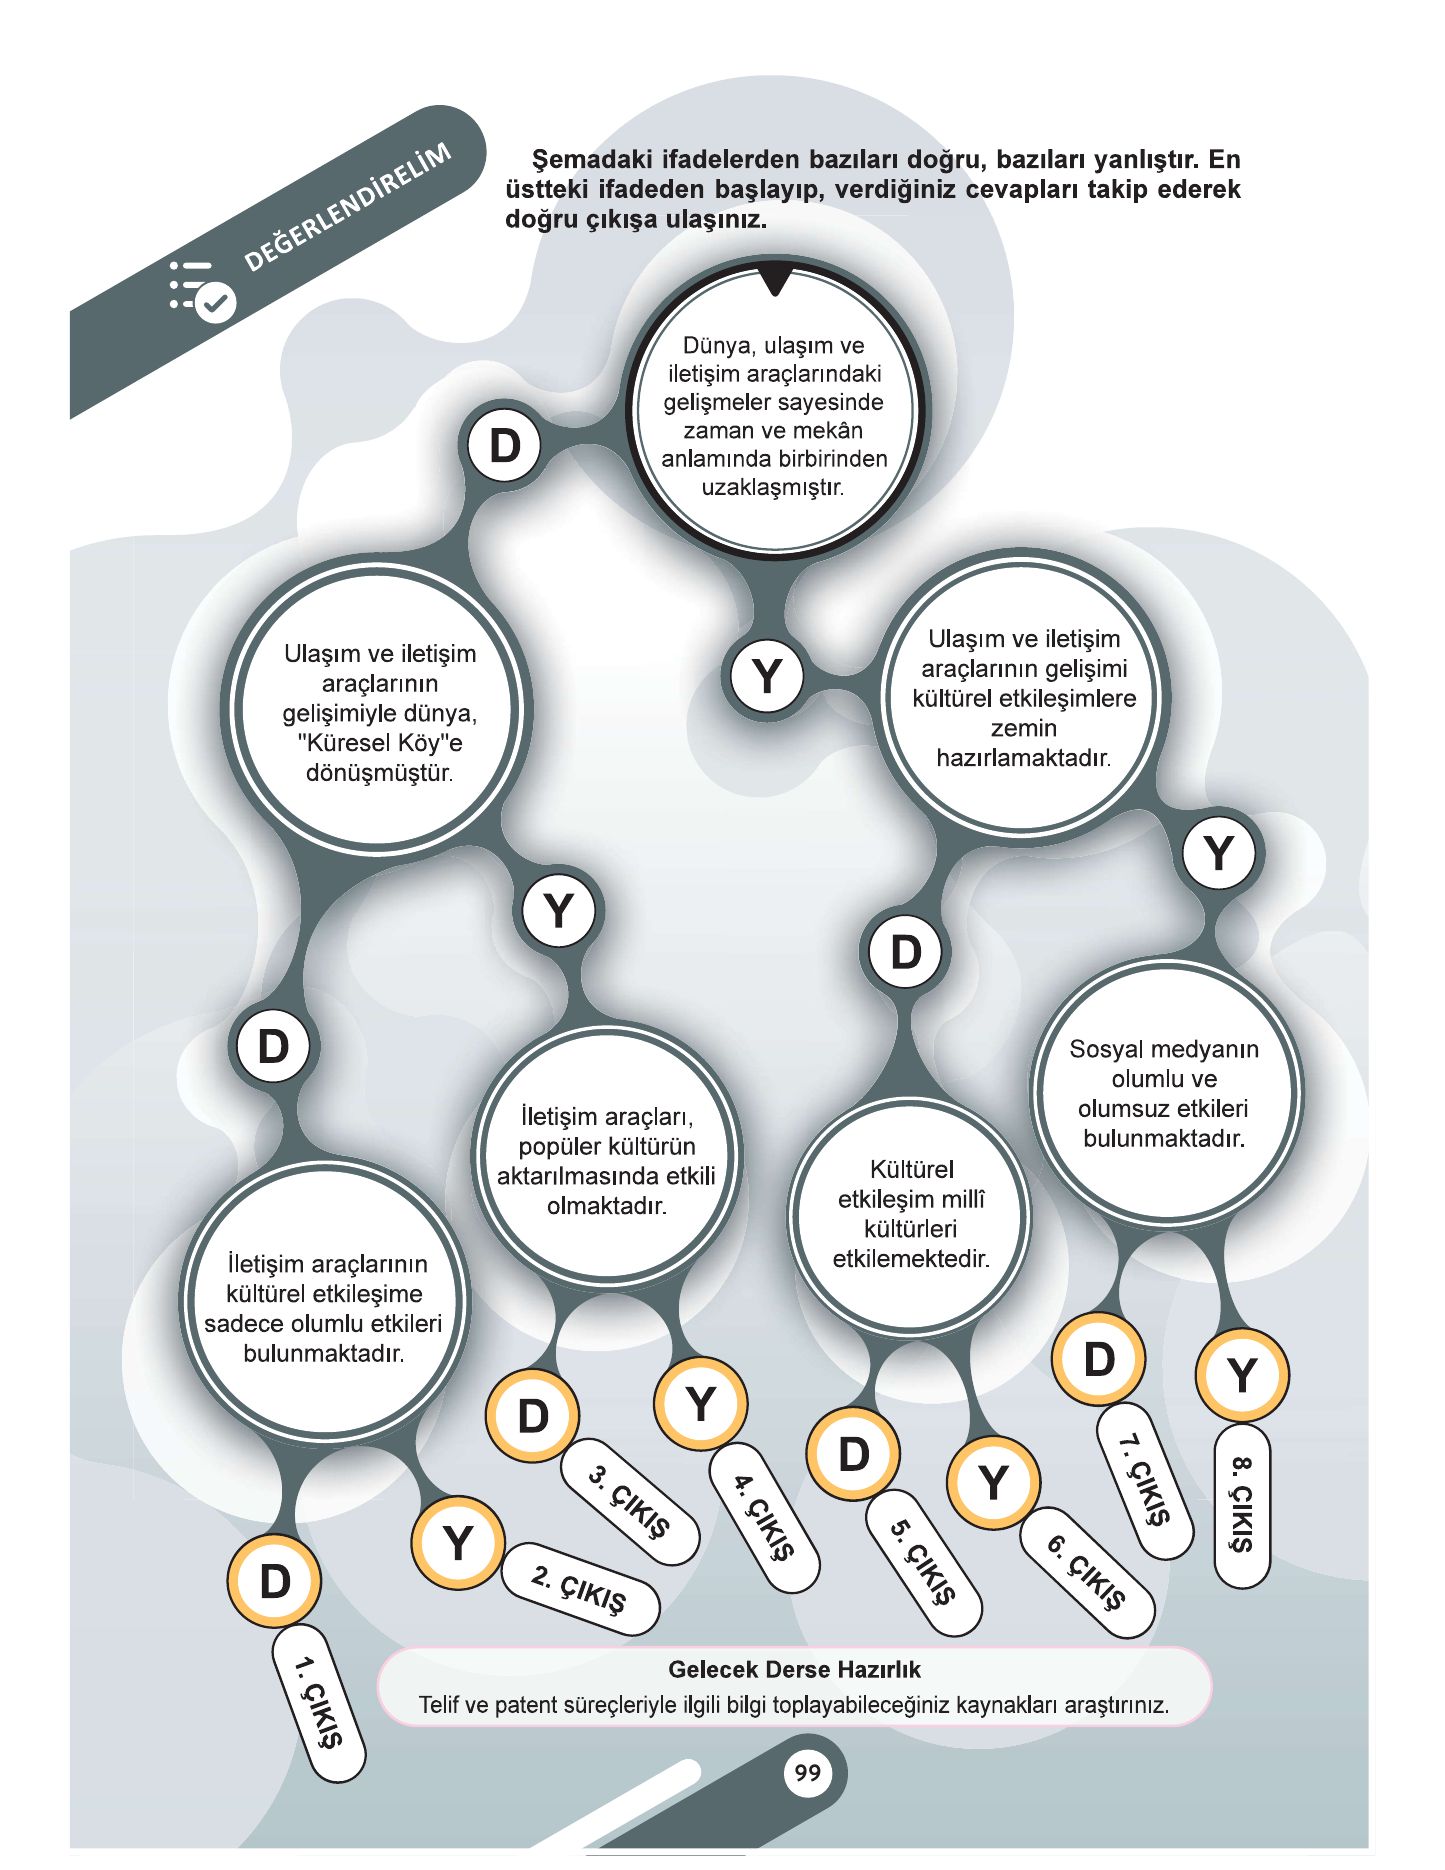 DEĞERLENDİRELİM
Şemadaki ifadelerden bazıları doğru, bazıları yanlıştır. En
üstteki ifadeden başlayıp, verdiğiniz cevapları takip ederek
doğru çıkışa ulaşınız.
Dünya, ulaşım ve
iletişim araçlarındaki
gelişmeler sayesinde
zaman ve mekân
anlamında birbirinden
uzaklaşmıştır.
D
Y
Ulaşım ve iletişim
araçlarının
gelişimiyle dünya,
"Küresel Köy"e
dönüşmüştür.
Ulaşım ve iletişim
araçlarının gelişimi
kültürel etkileşimlere
zemin
hazırlamaktadır.
D
Y
D
Y
İletişim araçlarının
kültürel etkileşime
sadece olumlu etkileri
bulunmaktadır.
İletişim araçları,
popüler kültürün
aktarılmasında etkili
olmaktadır.
Kültürel
etkileşim millî
kültürleri
etkilemektedir.
Sosyal medyanın
olumlu ve
olumsuz etkileri
bulunmaktadır.
D
1. ÇIKIŞ
Y
2. ÇIKIŞ
D
3. ÇIKIŞ
Y
4. ÇIKIŞ
D
5. ÇIKIŞ
Y
6. ÇIKIŞ
D
7. ÇIKIŞ
Y
8. ÇIKIŞ
Gelecek Derse Hazırlık
Telif ve patent süreçleriyle ilgili bilgi toplayabileceğiniz kaynakları araştırınız.
99